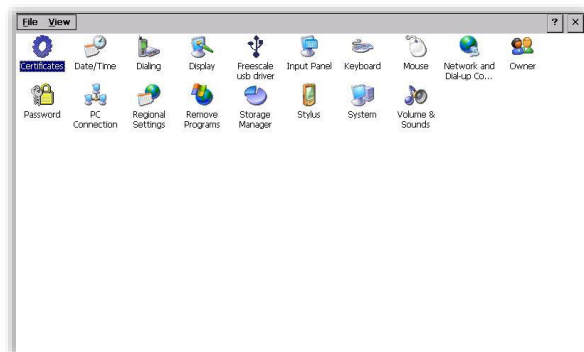 File View ? ×
Certificates Date/Time Dialing Display Freescale usb driver Input Panel Keyboard Mouse Network and Dial-up Co... Owner
Password PC Connection Regional Settings Remove Programs Storage Manager Stylus System Volume & Sounds